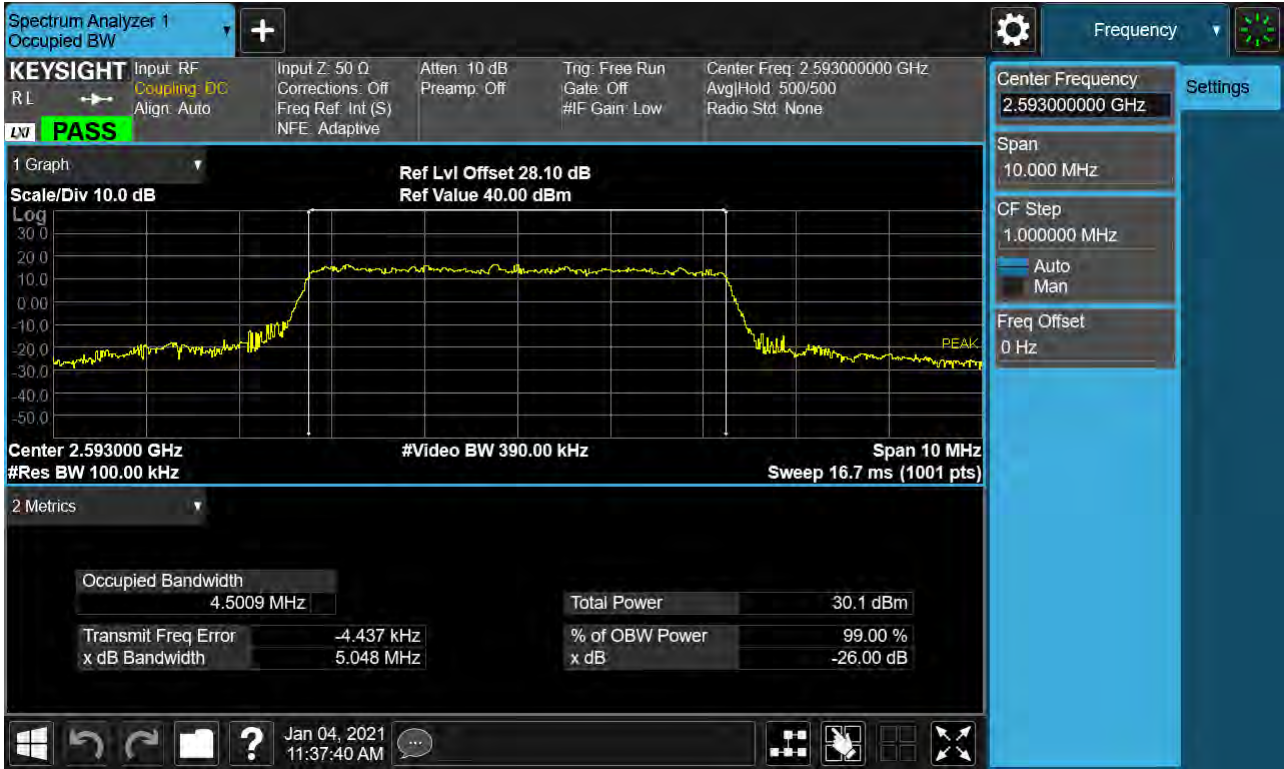 Spectrum Analyzer 1
Occupied BW
+
Frequency
KEYSIGHT
RL
LXI
PASS
Input: RF
Coupling: DC
Align: Auto
Input Z: 50 Ω
Corrections: Off
Freq Ref: Int (S)
NFE: Adaptive
Atten: 10 dB
Preamp: Off
Trig: Free Run
Gate: Off
#IF Gain: Low
Center Freq: 2.593000000 GHz
Avg|Hold: 500/500
Radio Std: None
Center Frequency
2.593000000 GHz
Settings
Span
10.000 MHz
CF Step
1.000000 MHz
Auto
Man
Freq Offset
0 Hz
1 Graph
Scale/Div 10.0 dB
Ref Lvl Offset 28.10 dB
Ref Value 40.00 dBm
Log
30.0
20.0
10.0
0.00
-10.0
-20.0
-30.0
-40.0
-50.0
PEAK
Center 2.593000 GHz
#Video BW 390.00 kHz
Span 10 MHz
#Res BW 100.00 kHz
Sweep 16.7 ms (1001 pts)
2 Metrics
Occupied Bandwidth
4.5009 MHz
Total Power 30.1 dBm
Transmit Freq Error -4.437 kHz
% of OBW Power 99.00 %
x dB Bandwidth 5.048 MHz
x dB -26.00 dB
?
Jan 04, 2021
11:37:40 AM